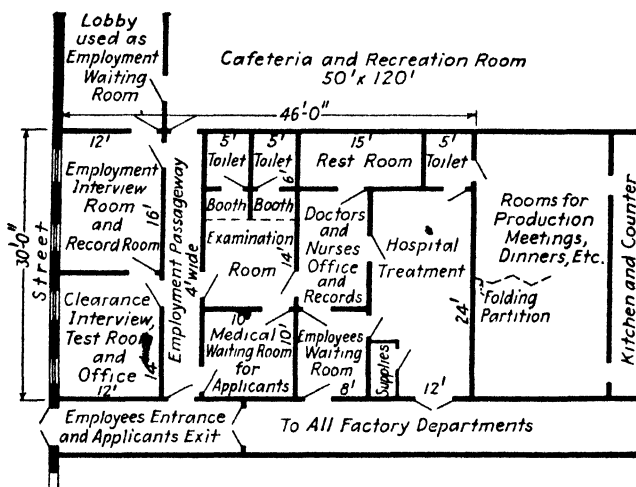 Lobby
used as
Employment
Waiting
Room
Cafeteria and Recreation Room
50' x 120'
46'-0"
12'
5'
5'
15'
5'
Toilet
Toilet
Rest Room
Toilet
6'
Employment
Interview
Room
and
Record Room
16'
Employment Passageway
4' wide
Booth
Booth
Examination
Room
14'
Doctors
and
Nurses
Office
and
Records
Hospital
Treatment
24'
Rooms for
Production
Meetings,
Dinners, Etc.
Folding
Partition
Kitchen and Counter
30'-0"
Street
Clearance
Interview,
Test Room
and
Office
14'
12'
10'
Medical
Waiting Room
for
Applicants
10'
Employees
Waiting
Room
8'
Supplies
12'
Employees Entrance
and Applicants Exit
To All Factory Departments